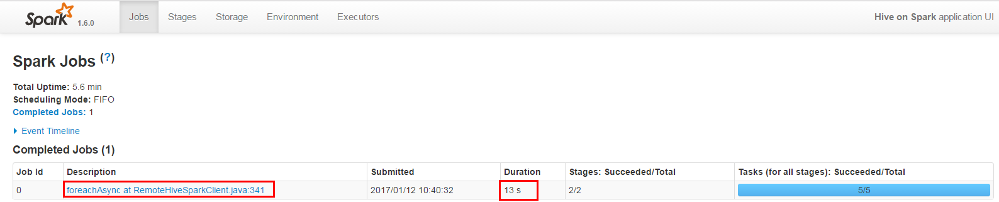 Spark 1.6.0 Jobs Stages Storage Environment Executors Hive on Spark application UI
Spark Jobs (?)
Total Uptime: 5.6 min
Scheduling Mode: FIFO
Completed Jobs: 1
Event Timeline
Completed Jobs (1)
Job Id Description Submitted Duration Stages: Succeeded/Total Tasks (for all stages): Succeeded/Total
0 foreachAsync at RemoteHiveSparkClient.java:341 2017/01/12 10:40:32 13 s 2/2 5/5